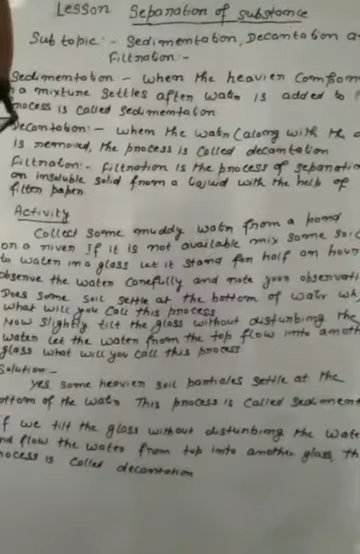 Lesson Separation of substance
Sub topic:- Sedimentation, Decantation a
Filtration:-
Sedimentation - when the heavier Compon
a mixture settles after water is added to
process is Called sedimentation
Decantation:- when the water (along with the d
is removed, the process is Called decantation
Filtration:- Filtration is the process of separatio
an insoluble solid from a liquid with the help of
filter paper
Activity
Collect some muddy water from a pond
on a river If it is not available mix some soil
to water in a glass let it stand for half an hour
observe the water Carefully and note your observati
Does some soil settle at the bottom of water wh
what will you Call this process
Now slightly tilt the glass without disturbing the
water let the water from the top flow into anoth
glass what will you call this process
Solution:-
yes some heavier soil partiales settle at the
ottom of the water This process is Called Sediment
f we tilt the glass without disturbing the wate
nd flow the water from top into another glass, th
rocess is Called decantation